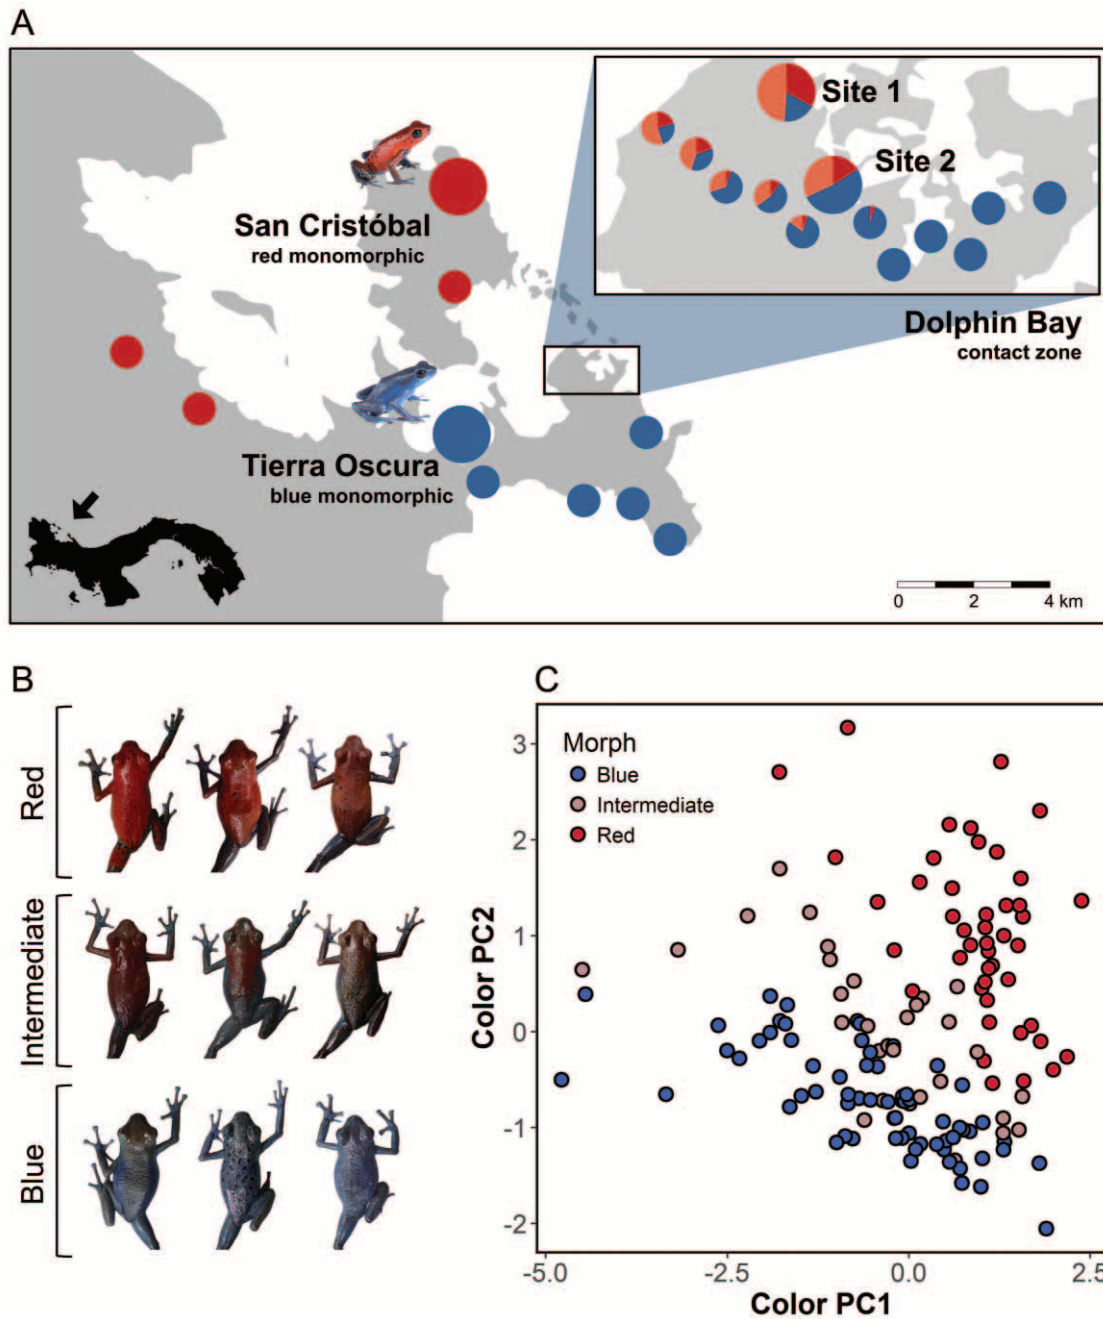 A
Site 1
Site 2
San Cristóbal
red monomorphic
Dolphin Bay
contact zone
Tierra Oscura
blue monomorphic
0 2 4 km
B
Red
Intermediate
Blue
C
Morph
Blue
Intermediate
Red
3
2
1
0
-1
-2
Color PC2
-5.0 -2.5 0.0 2.5
Color PC1